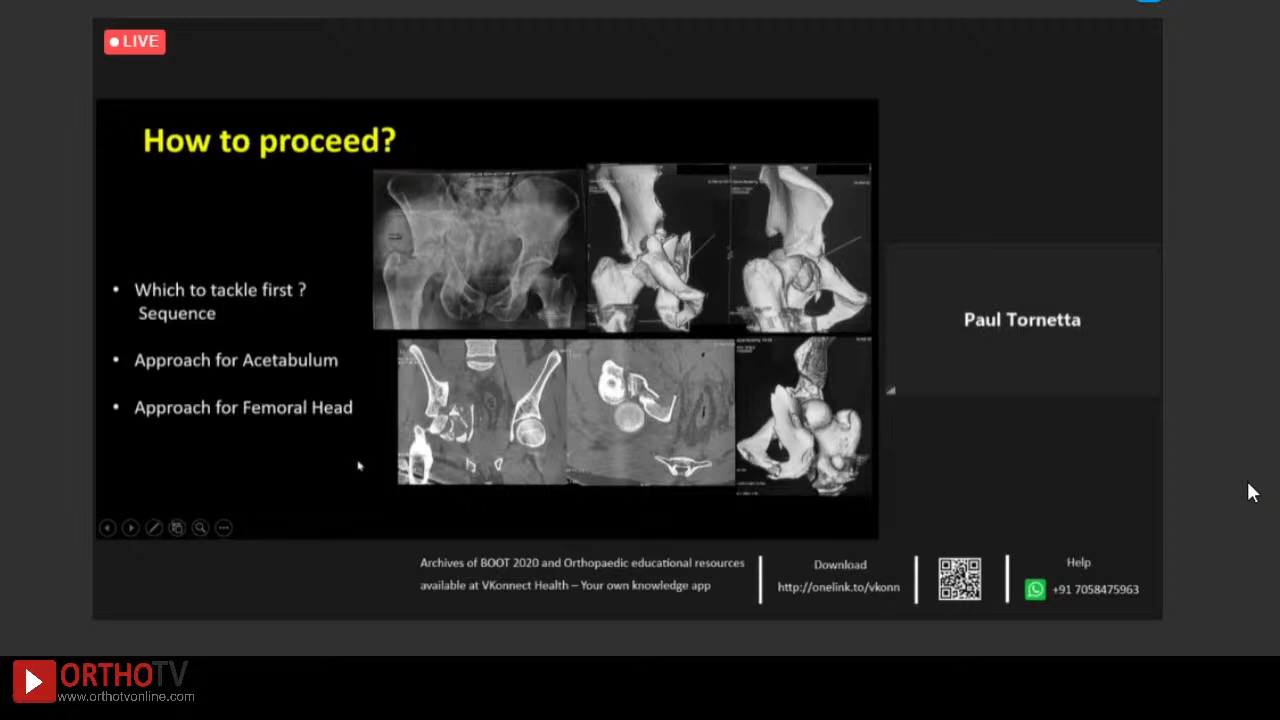 LIVE
How to proceed?
• Which to tackle first ?
Sequence
• Approach for Acetabulum
• Approach for Femoral Head
Paul Tornetta
Archives of BOOT 2020 and Orthopaedic educational resources
available at VKonnect Health – Your own knowledge app
Download
http://onelink.to/vkonn
Help
+91 7058475963
ORTHOTV
www.orthotvonline.com